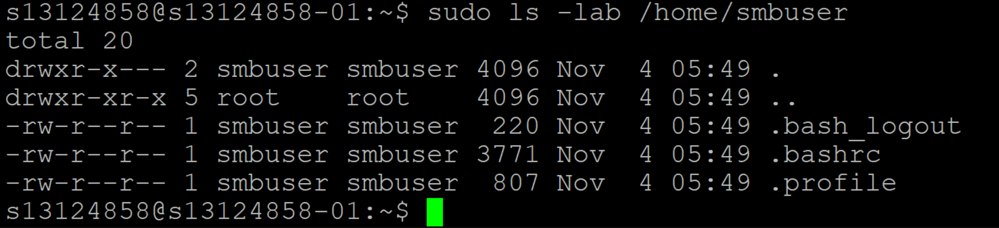 s13124858@s13124858-01:~$ sudo ls -lab /home/smbuser
total 20
drwxr-x--- 2 smbuser smbuser 4096 Nov  4 05:49 .
drwxr-xr-x 5 root    root    4096 Nov  4 05:49 ..
-rw-r--r-- 1 smbuser smbuser  220 Nov  4 05:49 .bash_logout
-rw-r--r-- 1 smbuser smbuser 3771 Nov  4 05:49 .bashrc
-rw-r--r-- 1 smbuser smbuser  807 Nov  4 05:49 .profile
s13124858@s13124858-01:~$